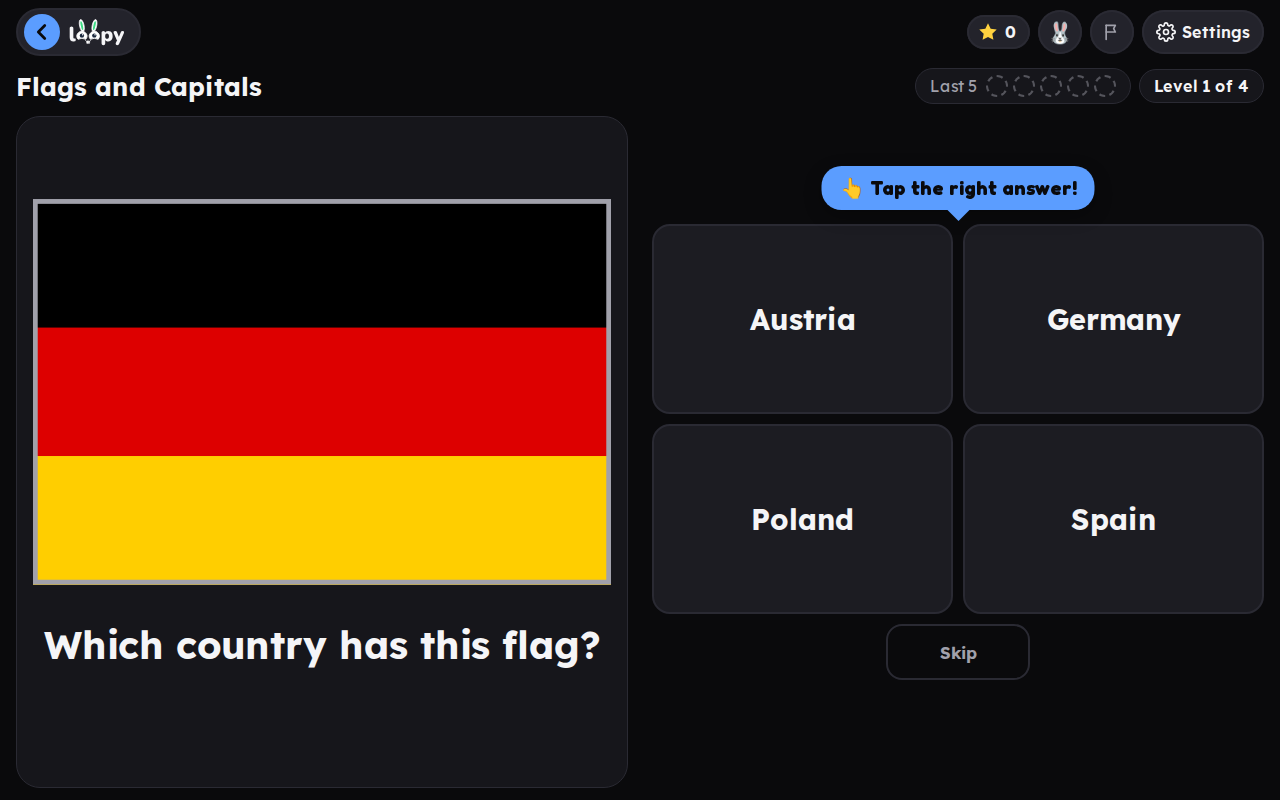 loopy
0
Settings
Flags and Capitals
Last 5
Level 1 of 4
Which country has this flag?
Tap the right answer!
Austria
Germany
Poland
Spain
Skip